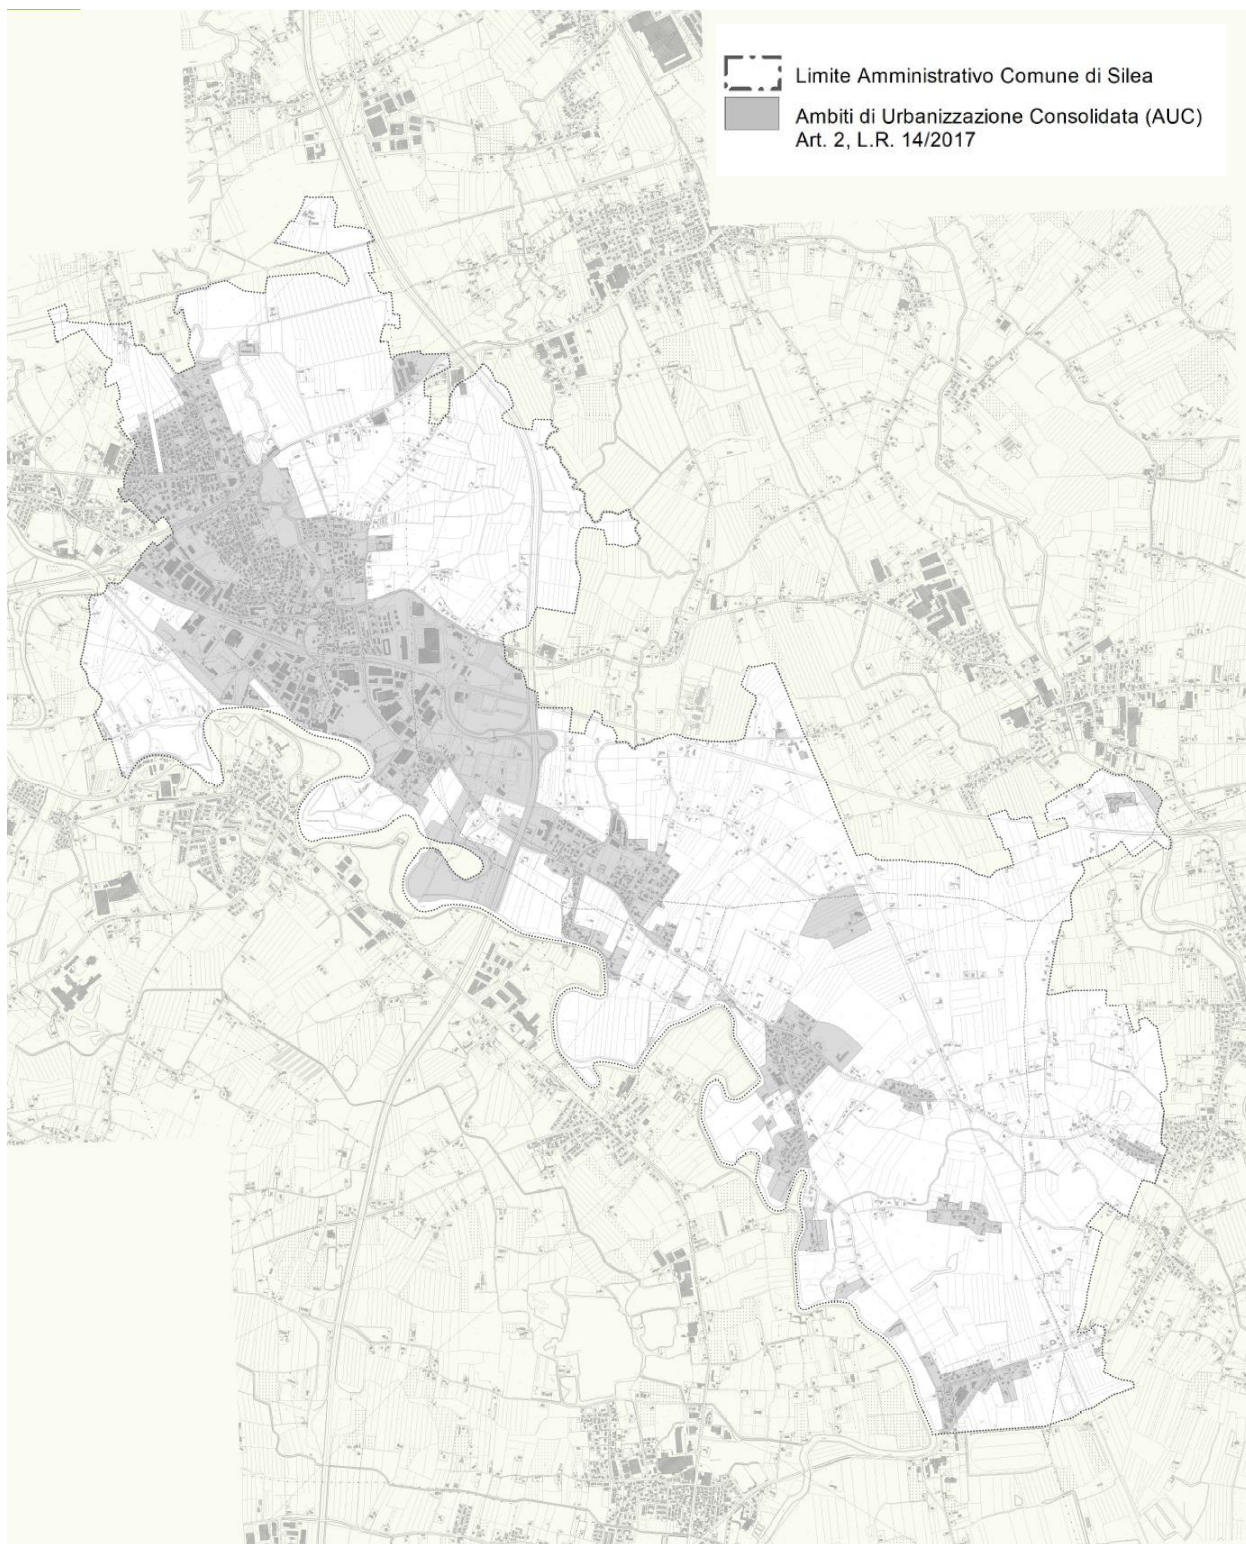 Limite Amministrativo Comune di Silea
Ambiti di Urbanizzazione Consolidata (AUC)
Art. 2, L.R. 14/2017